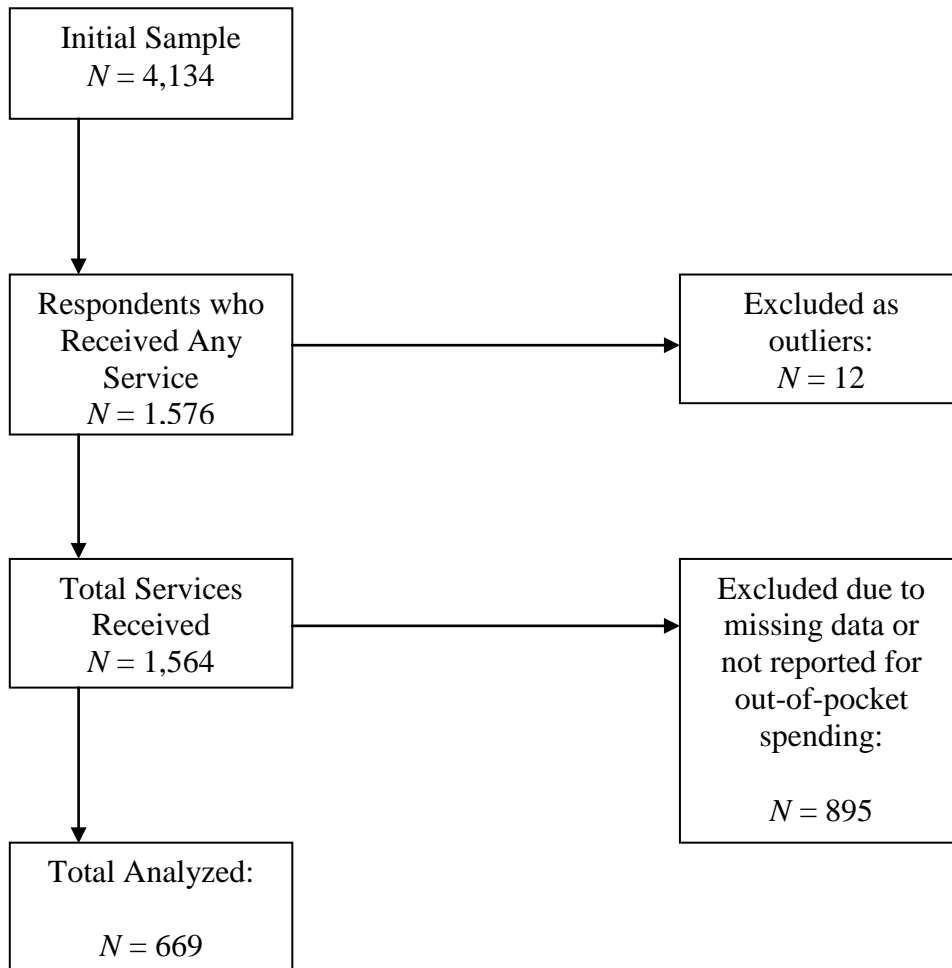 Initial Sample
N = 4,134
Respondents who
Received Any
Service
N = 1,576
Excluded as
outliers:
N = 12
Total Services
Received
N = 1,564
Excluded due to
missing data or
not reported for
out-of-pocket
spending:
N = 895
Total Analyzed:
N = 669